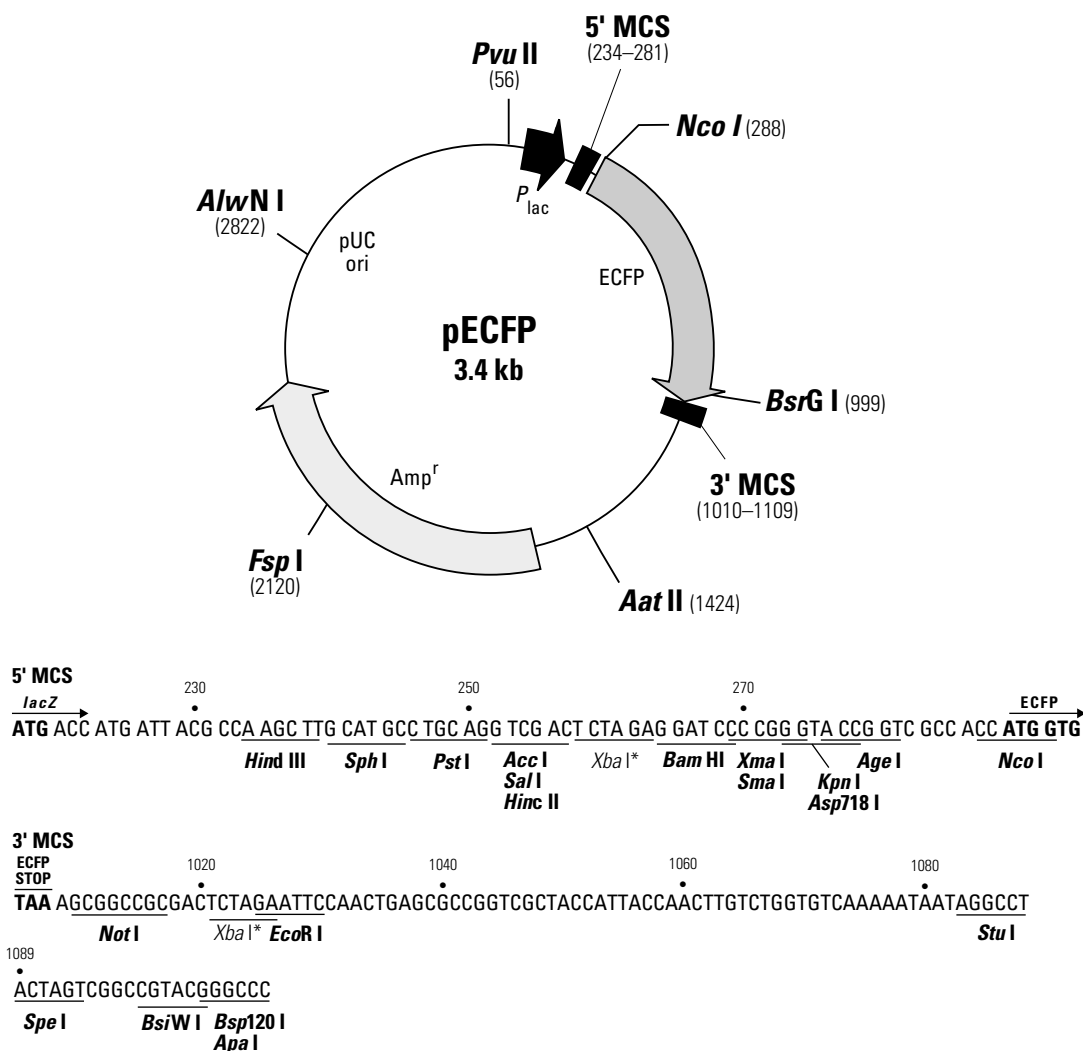 5' MCS
(234–281)
Pvu II
(56)
Nco I (288)
P lac
AlwN I
(2822)
pUC
ori
ECFP
pECFP
3.4 kb
BsrG I (999)
Amp r
3' MCS
(1010–1109)
Fsp I
(2120)
Aat II (1424)
5' MCS
lacZ 230 250 270 ECFP
ATG ACC ATG ATT ACG CCA AGC TTG CAT GCC TGC AGG TCG ACT CTA GAG GAT CCC CGG GTA CCG GTC GCC ACC ATG GTG
Hind III Sph I Pst I Acc I Xba I* Bam HI Xma I Age I Nco I
Sal I Sma I Kpn I
Hinc II Asp718 I
3' MCS
ECFP
STOP 1020 1040 1060 1080
TAA AGCGGCCGCGACTCTAGAATTCCAACTGAGCGCCGGTCGCTACCATTACCAACTTGTCTGGTGTCAAAAATAATAGGCCT
Not I Xba I* EcoR I Stu I
1089
ACTAGTCGGCCGTACGGGCCC
Spe I BsiW I Bsp120 I
Apa I